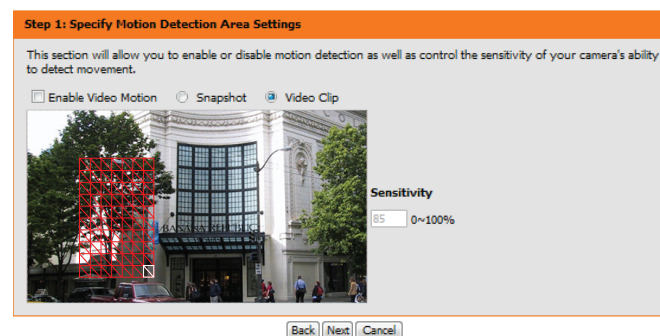 Step 1: Specify Motion Detection Area Settings
This section will allow you to enable or disable motion detection as well as control the sensitivity of your camera's ability
to detect movement.
Enable Video Motion Snapshot Video Clip
BANANA REPUBLIC
Sensitivity
85 0~100%
Back Next Cancel